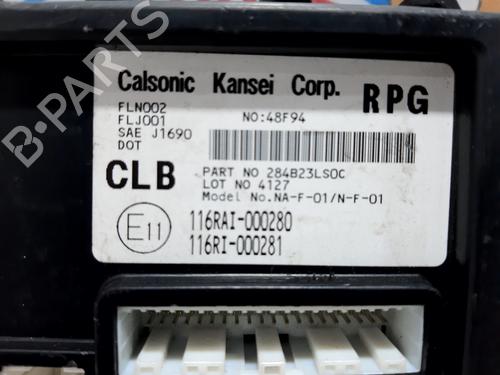 Calsonic Kansei Corp. RPG
FLN002
FLJ001
SAE J1690
DOT
NO:48F94
CLB
PART NO 284B23LS0C
LOT NO 4127
Model No.NA-F-01/N-F-01
E11
116RAI-000280
116RI-000281
B-PARTS